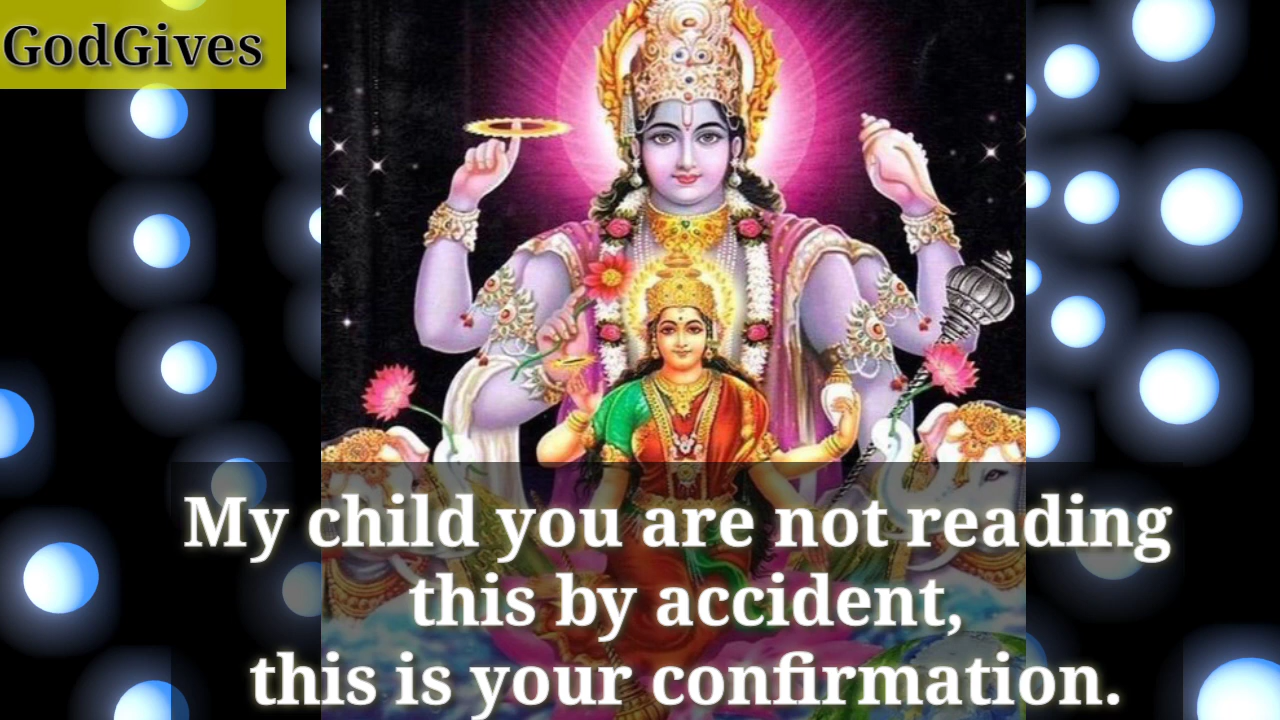 GodGives
My child you are not reading
this by accident,
this is your confirmation.